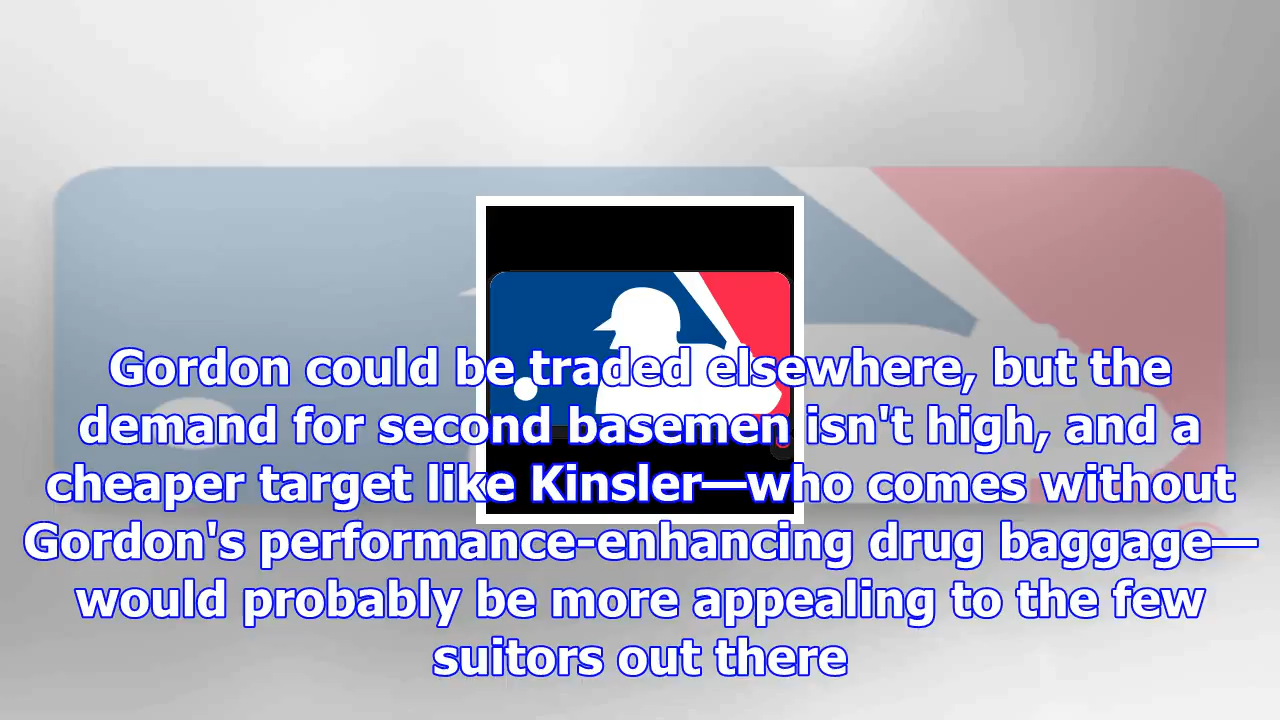 Gordon could be traded elsewhere, but the
demand for second basemen isn't high, and a
cheaper target like Kinsler—who comes without
Gordon's performance-enhancing drug baggage—
would probably be more appealing to the few
suitors out there